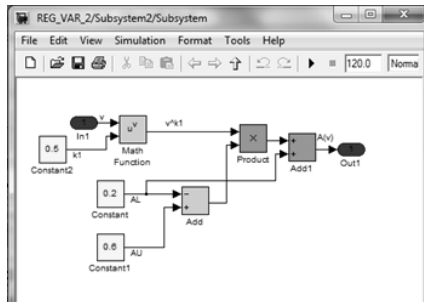 REG_VAR_2/Subsystem2/Subsystem
File Edit View Simulation Format Tools Help
120.0 Norma
v
In1
u^v
v^k1
Math
Function
0.5
k1
Constant2
×
Product
+
+
Add1
A(v)
Out1
0.2
AL
Constant
−
+
Add
0.6
AU
Constant1